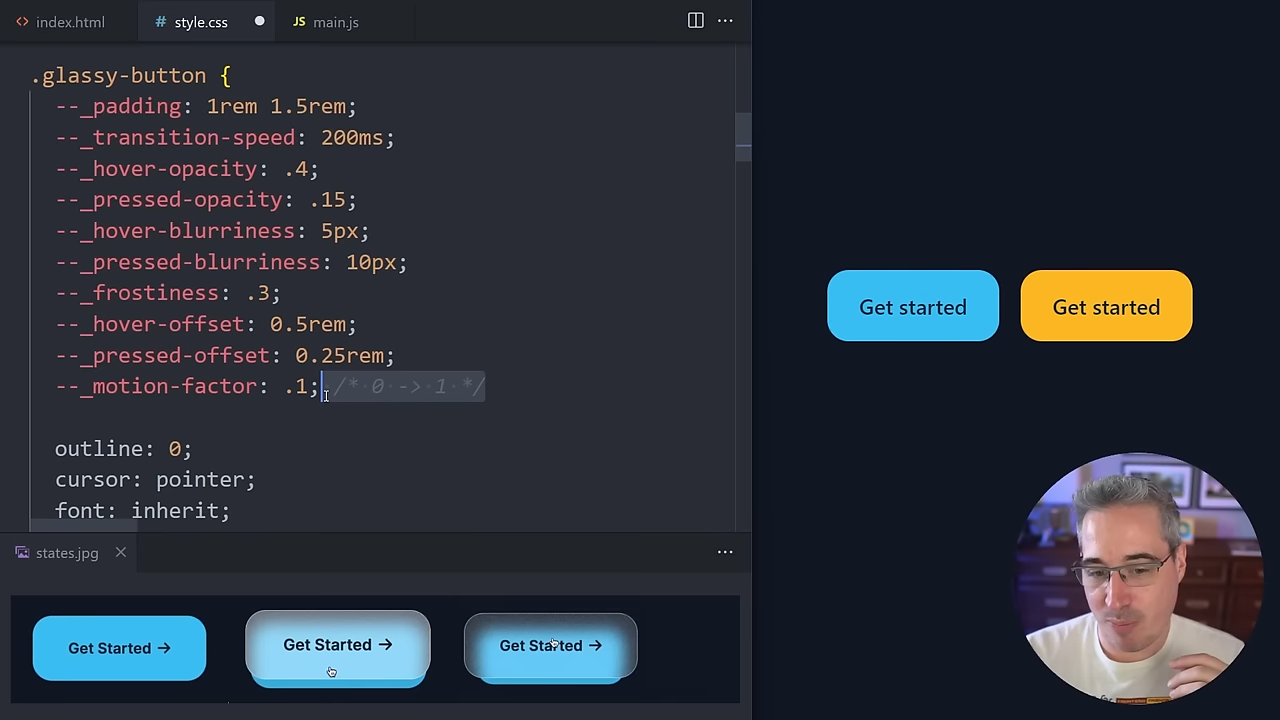 index.html
style.css
main.js
.glassy-button {
--_padding: 1rem 1.5rem;
--_transition-speed: 200ms;
--_hover-opacity: .4;
--_pressed-opacity: .15;
--_hover-blurriness: 5px;
--_pressed-blurriness: 10px;
--_frostiness: .3;
--_hover-offset: 0.5rem;
--_pressed-offset: 0.25rem;
--_motion-factor: .1; /* 0 -> 1 */
outline: 0;
cursor: pointer;
font: inherit;
Get started
Get started
states.jpg
Get Started →
Get Started →
Get Started →